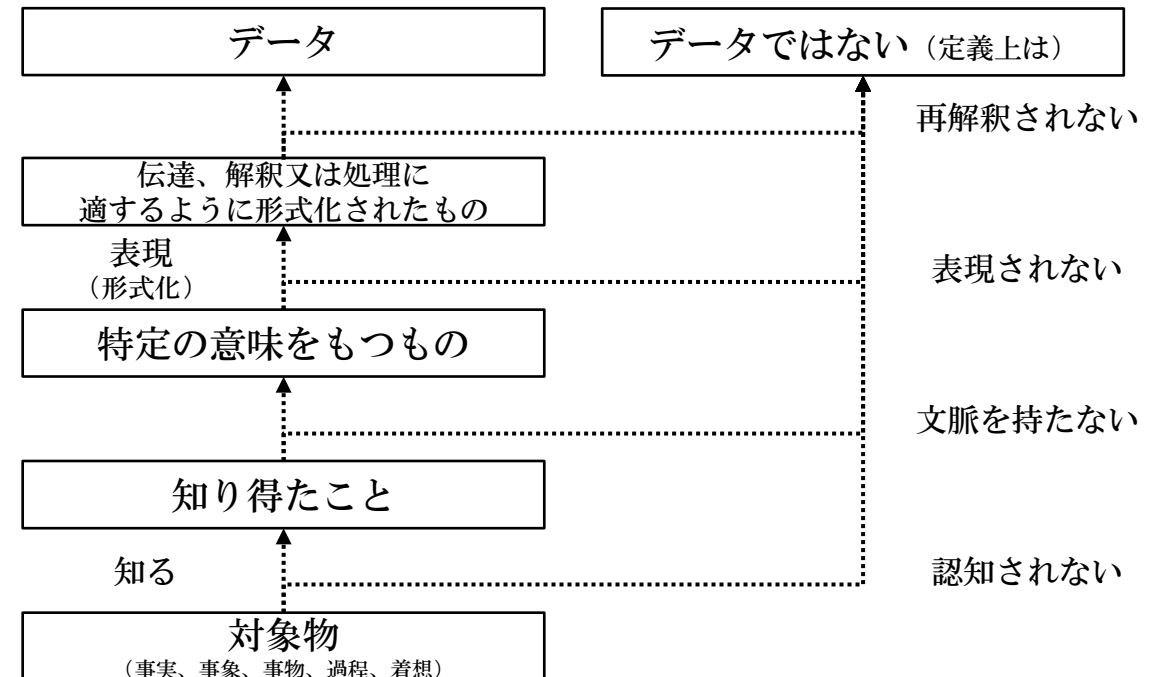 データ
データではない（定義上は）
再解釈されない
伝達、解釈又は処理に
適するように形式化されたもの
表現
（形式化）
表現されない
特定の意味をもつもの
文脈を持たない
知り得たこと
知る
認知されない
対象物
（事実、事象、事物、過程、着想）